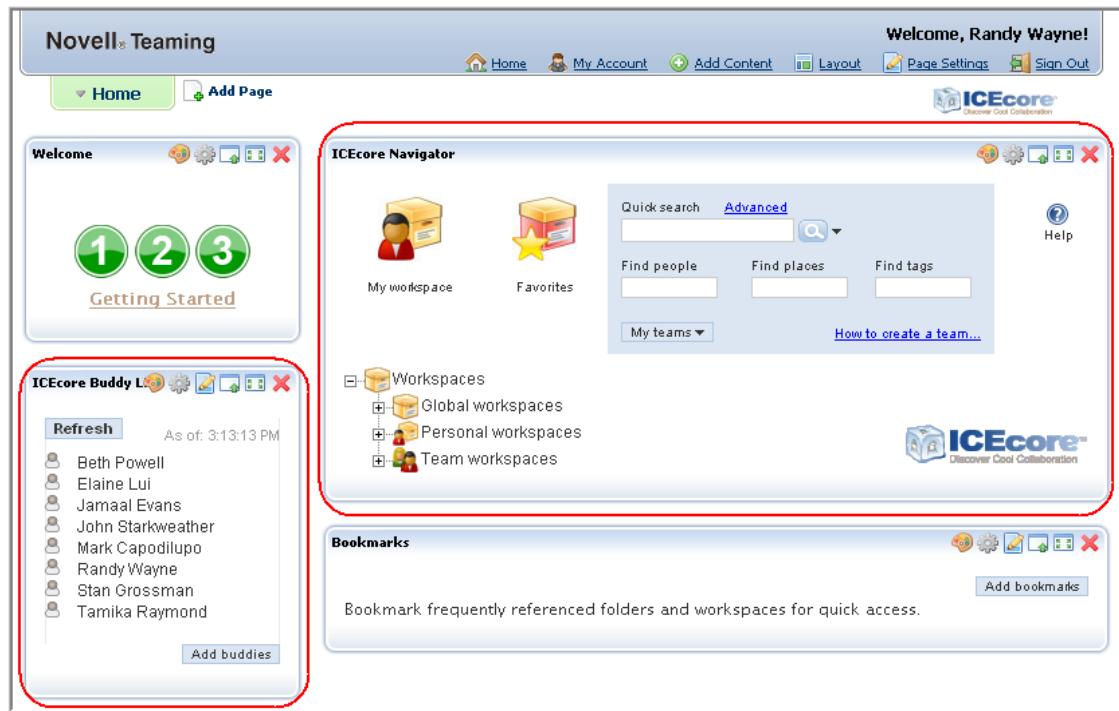 Novell® Teaming
Welcome, Randy Wayne!
Home My Account Add Content Layout Page Settings Sign Out
Home Add Page
ICEcore
Discover Cool Collaboration
Welcome
1 2 3
Getting Started
ICEcore Navigator
My workspace
Favorites
Quick search Advanced
Find people Find places Find tags
My teams
How to create a team...
Help
Workspaces
Global workspaces
Personal workspaces
Team workspaces
ICEcore™
Discover Cool Collaboration
ICEcore Buddy L
Refresh
As of: 3:13:13 PM
Beth Powell
Elaine Lui
Jamaal Evans
John Starkweather
Mark Capodilupo
Randy Wayne
Stan Grossman
Tamika Raymond
Add buddies
Bookmarks
Add bookmarks
Bookmark frequently referenced folders and workspaces for quick access.